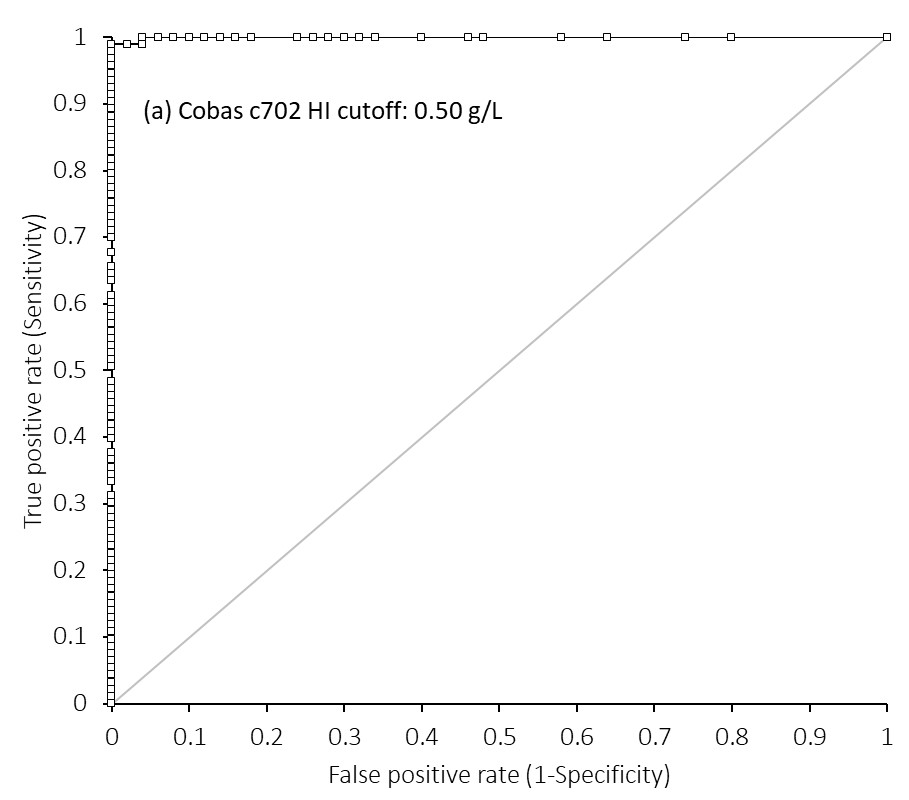 (a) Cobas c702 HI cutoff: 0.50 g/L
True positive rate (Sensitivity)
1
0.9
0.8
0.7
0.6
0.5
0.4
0.3
0.2
0.1
0
0 0.1 0.2 0.3 0.4 0.5 0.6 0.7 0.8 0.9 1
False positive rate (1-Specificity)